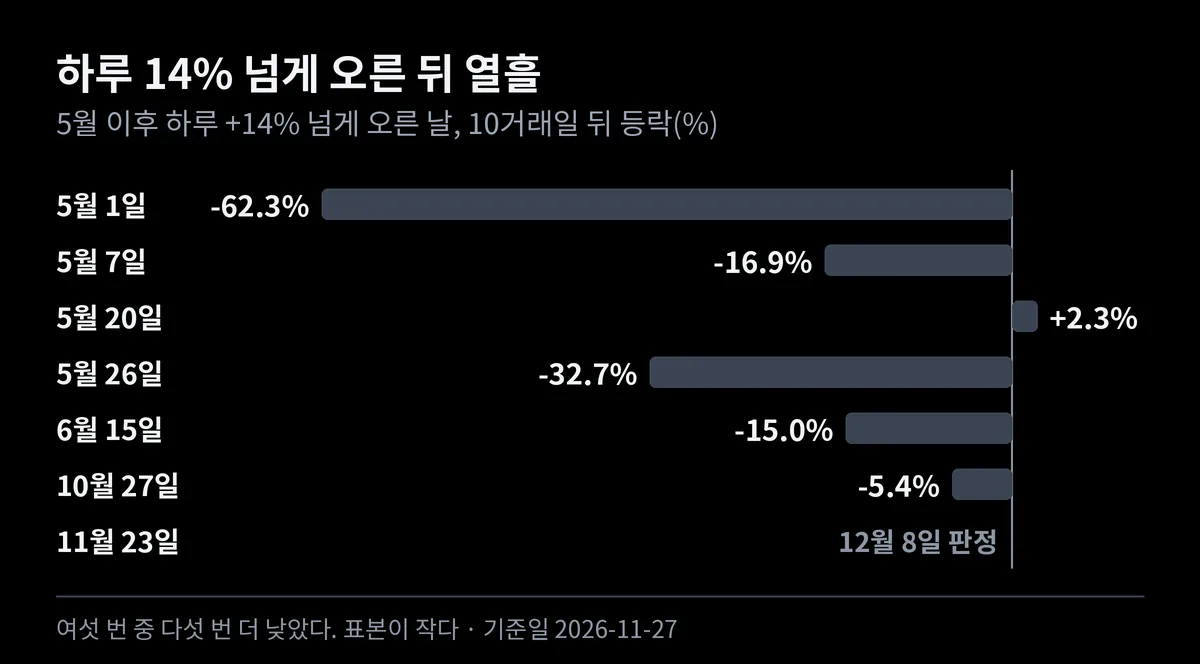 하루 14% 넘게 오른 뒤 열흘
5월 이후 하루 +14% 넘게 오른 날, 10거래일 뒤 등락(%)
5월 1일 -62.3%
5월 7일 -16.9%
5월 20일 +2.3%
5월 26일 -32.7%
6월 15일 -15.0%
10월 27일 -5.4%
11월 23일 12월 8일 판정
여섯 번 중 다섯 번 더 낮았다. 표본이 작다 · 기준일 2026-11-27